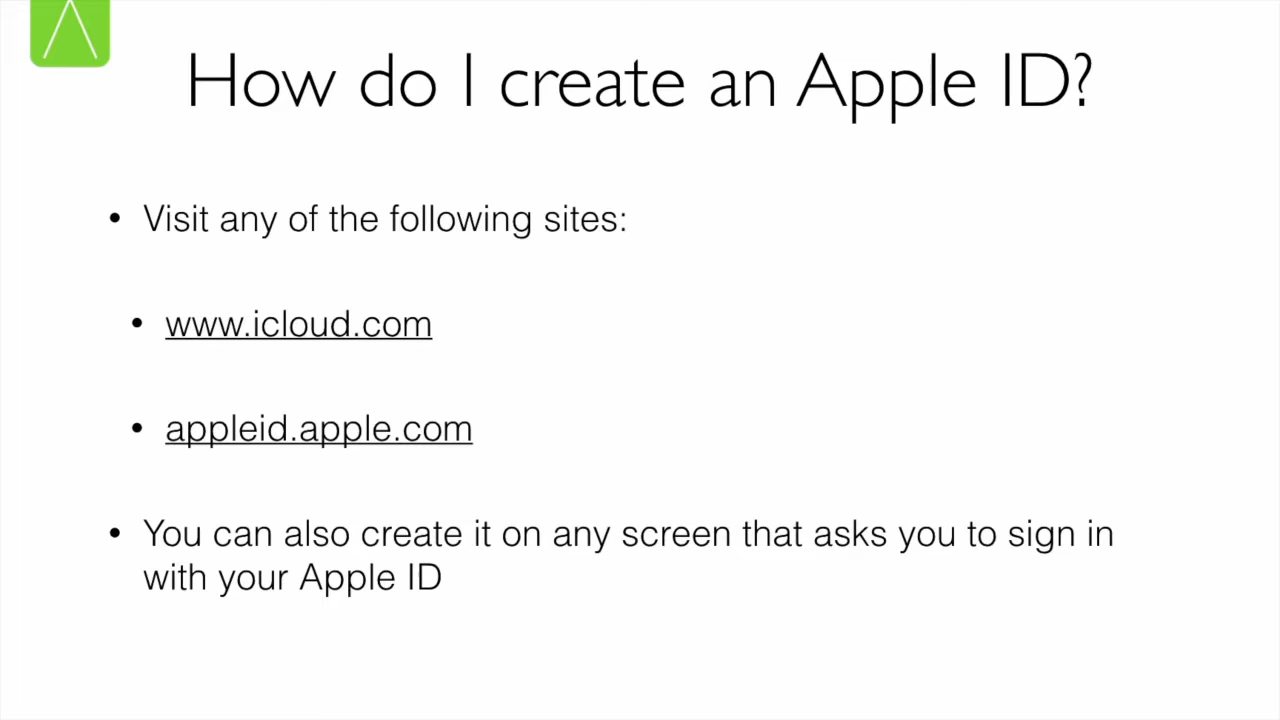 How do I create an Apple ID?
• Visit any of the following sites:
• www.icloud.com
• appleid.apple.com
• You can also create it on any screen that asks you to sign in
with your Apple ID